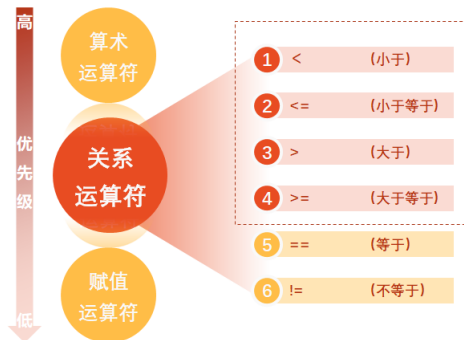 高
优
先
级
低
算术
运算符
关系
运算符
赋值
运算符
1 < (小于)
2 <= (小于等于)
3 > (大于)
4 >= (大于等于)
5 == (等于)
6 != (不等于)